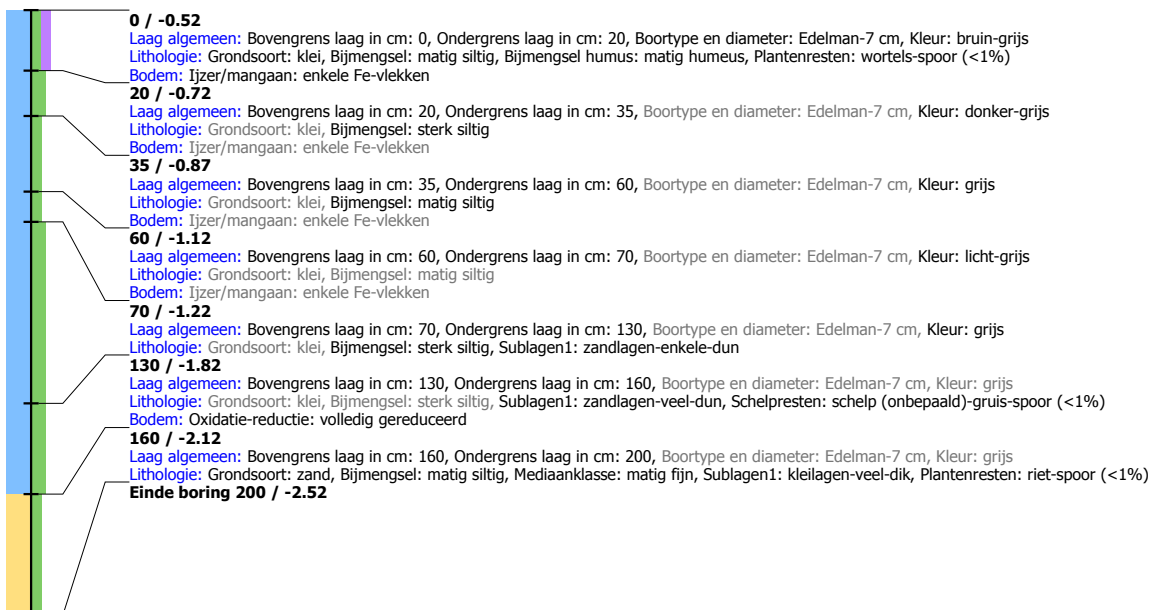 0 / -0.52
Laag algemeen: Bovengrens laag in cm: 0, Ondergrens laag in cm: 20, Boortype en diameter: Edelman-7 cm, Kleur: bruin-grijs
Lithologie: Grondsoort: klei, Bijmengsel: matig siltig, Bijmengsel humus: matig humeus, Plantenresten: wortels-spoor (<1%)
Bodem: Ijzer/mangaan: enkele Fe-vlekken
20 / -0.72
Laag algemeen: Bovengrens laag in cm: 20, Ondergrens laag in cm: 35, Boortype en diameter: Edelman-7 cm, Kleur: donker-grijs
Lithologie: Grondsoort: klei, Bijmengsel: sterk siltig
Bodem: Ijzer/mangaan: enkele Fe-vlekken
35 / -0.87
Laag algemeen: Bovengrens laag in cm: 35, Ondergrens laag in cm: 60, Boortype en diameter: Edelman-7 cm, Kleur: grijs
Lithologie: Grondsoort: klei, Bijmengsel: matig siltig
Bodem: Ijzer/mangaan: enkele Fe-vlekken
60 / -1.12
Laag algemeen: Bovengrens laag in cm: 60, Ondergrens laag in cm: 70, Boortype en diameter: Edelman-7 cm, Kleur: licht-grijs
Lithologie: Grondsoort: klei, Bijmengsel: matig siltig
Bodem: Ijzer/mangaan: enkele Fe-vlekken
70 / -1.22
Laag algemeen: Bovengrens laag in cm: 70, Ondergrens laag in cm: 130, Boortype en diameter: Edelman-7 cm, Kleur: grijs
Lithologie: Grondsoort: klei, Bijmengsel: sterk siltig, Sublagen1: zandlagen-enkele-dun
130 / -1.82
Laag algemeen: Bovengrens laag in cm: 130, Ondergrens laag in cm: 160, Boortype en diameter: Edelman-7 cm, Kleur: grijs
Lithologie: Grondsoort: klei, Bijmengsel: sterk siltig, Sublagen1: zandlagen-veel-dun, Schelpresten: schelp (onbepaald)-gruis-spoor (<1%)
Bodem: Oxidatie-reductie: volledig gereduceerd
160 / -2.12
Laag algemeen: Bovengrens laag in cm: 160, Ondergrens laag in cm: 200, Boortype en diameter: Edelman-7 cm, Kleur: grijs
Lithologie: Grondsoort: zand, Bijmengsel: matig siltig, Mediaanklasse: matig fijn, Sublagen1: kleilagen-veel-dik, Plantenresten: riet-spoor (<1%)
Einde boring 200 / -2.52